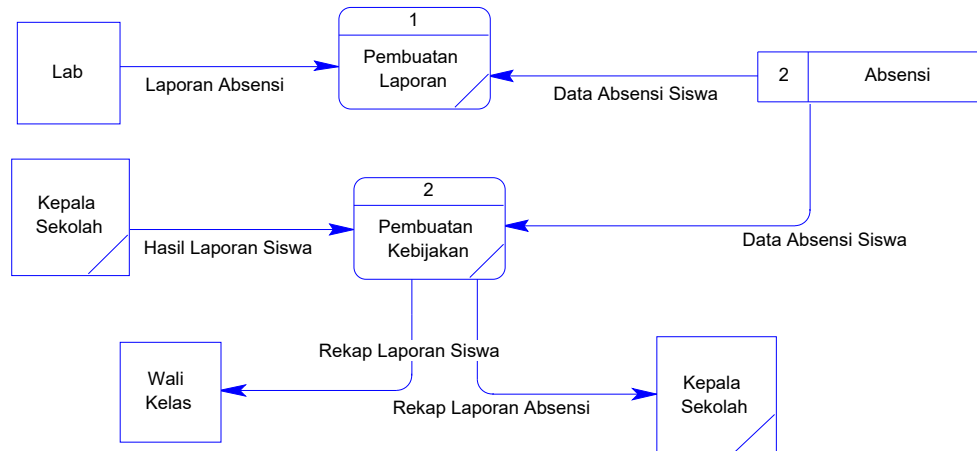 1
Lab
Pembuatan
Laporan
Laporan Absensi
2
Absensi
Data Absensi Siswa
Kepala
Sekolah
2
Pembuatan
Kebijakan
Hasil Laporan Siswa
Data Absensi Siswa
Rekap Laporan Siswa
Wali
Kelas
Rekap Laporan Absensi
Kepala
Sekolah